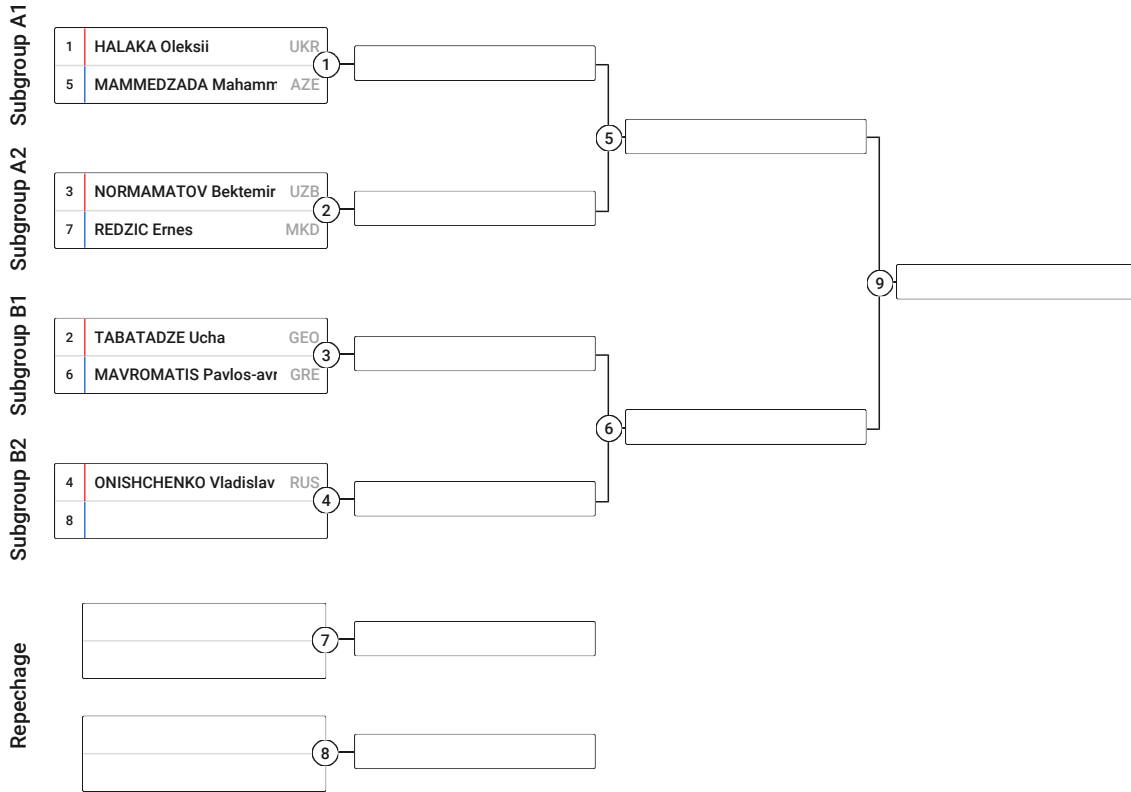 Subgroup A1
1 HALAKA Oleksii UKR
5 MAMMEDZADA Mahamm AZE
1
Subgroup A2
3 NORMAMATOV Bektemir UZB
7 REDZIC Ernes MKD
2
5
Subgroup B1
2 TABATADZE Ucha GEO
6 MAVROMATIS Pavlos-avr GRE
3
Subgroup B2
4 ONISHCHENKO Vladislav RUS
8
4
6
9
Repechage
7
8